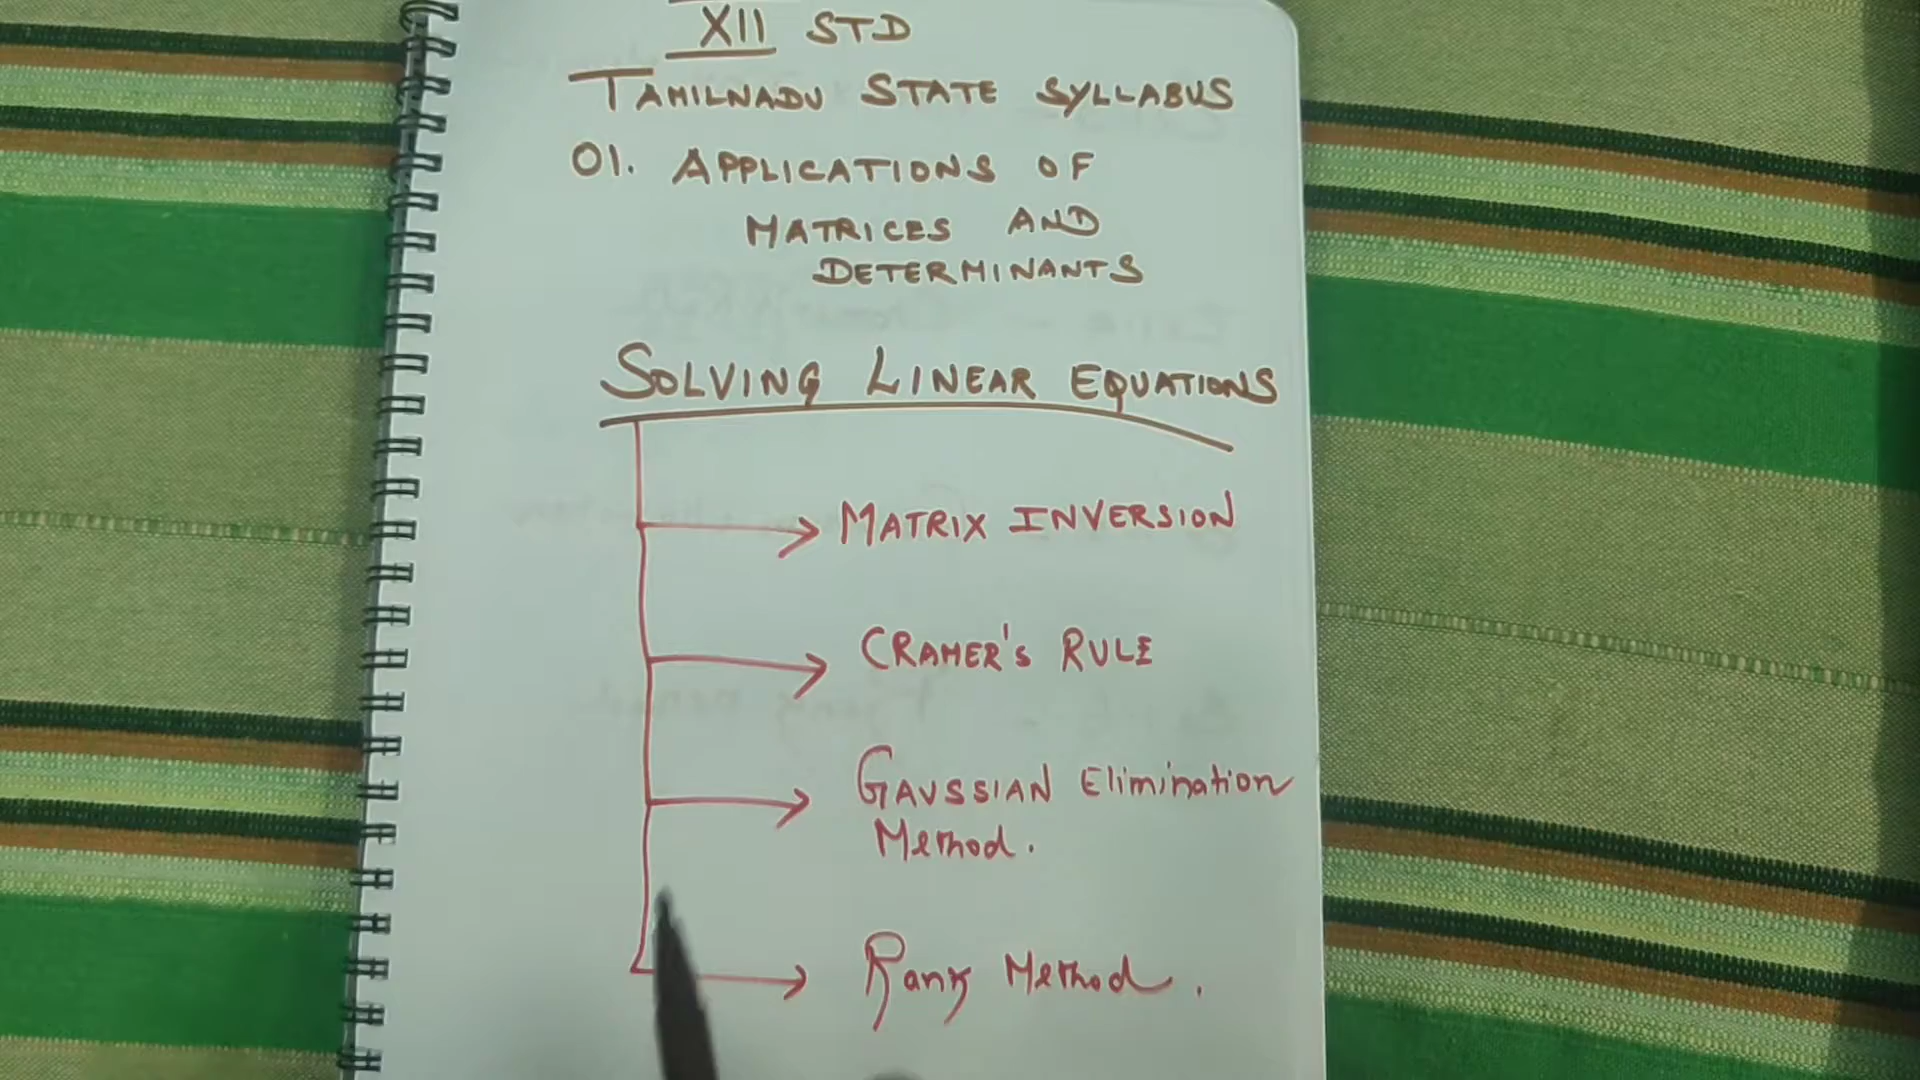 XII STD
TAMILNADU STATE SYLLABUS
01. APPLICATIONS OF
MATRICES AND
DETERMINANTS
SOLVING LINEAR EQUATIONS
MATRIX INVERSION
CRAMER'S RULE
GAUSSIAN Elimination
Method.
Rank Method.